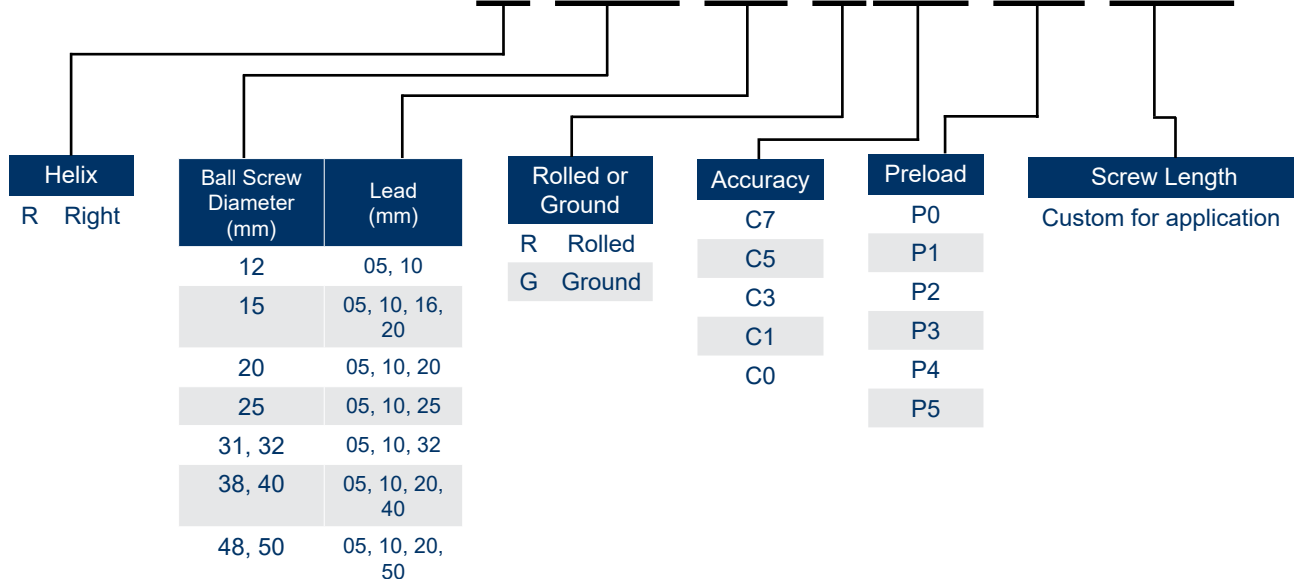 Helix
R Right
Ball Screw
Diameter
(mm)
Lead
(mm)
12 05, 10
15 05, 10, 16,
20
20 05, 10, 20
25 05, 10, 25
31, 32 05, 10, 32
38, 40 05, 10, 20,
40
48, 50 05, 10, 20,
50
Rolled or
Ground
R Rolled
G Ground
Accuracy
C7
C5
C3
C1
C0
Preload
P0
P1
P2
P3
P4
P5
Screw Length
Custom for application